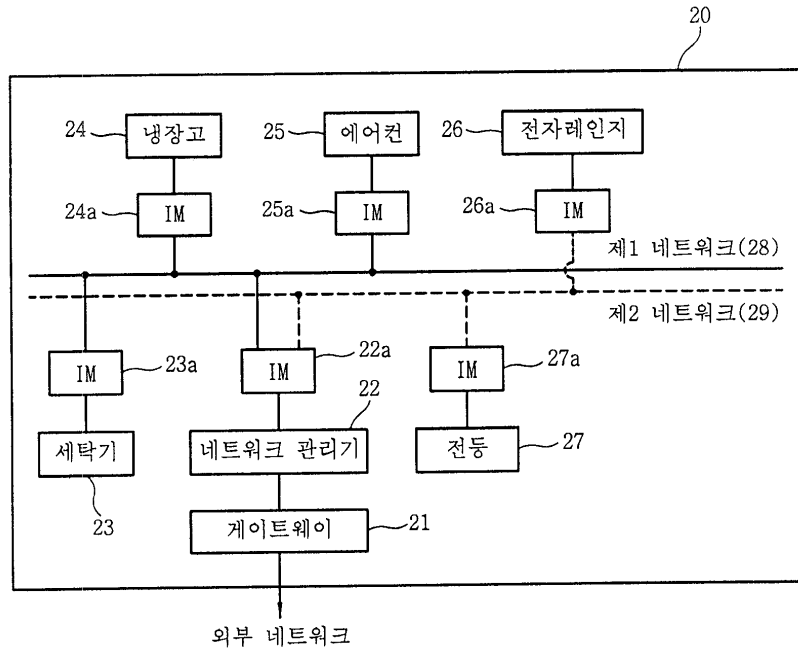 20
24
냉장고
25
에어컨
26
전자레인지
24a
IM
25a
IM
26a
IM
제1 네트워크(28)
제2 네트워크(29)
IM
23a
IM
22a
IM
27a
22
세탁기
네트워크 관리기
전등
27
23
게이트웨이
21
외부 네트워크